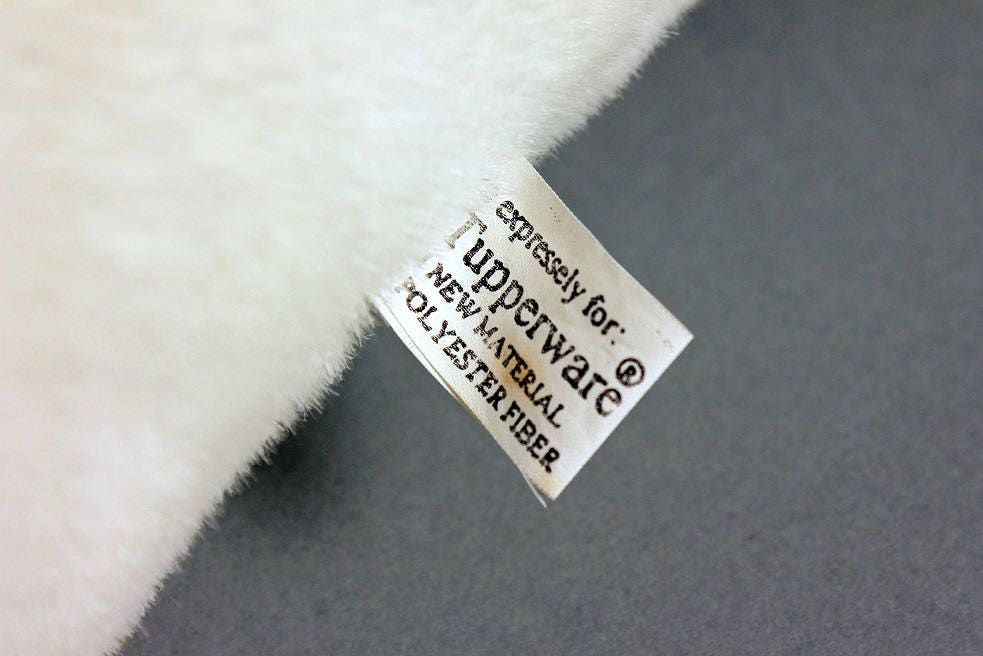 expressely for:
Tupperware®
NEW MATERIAL
POLYESTER FIBER